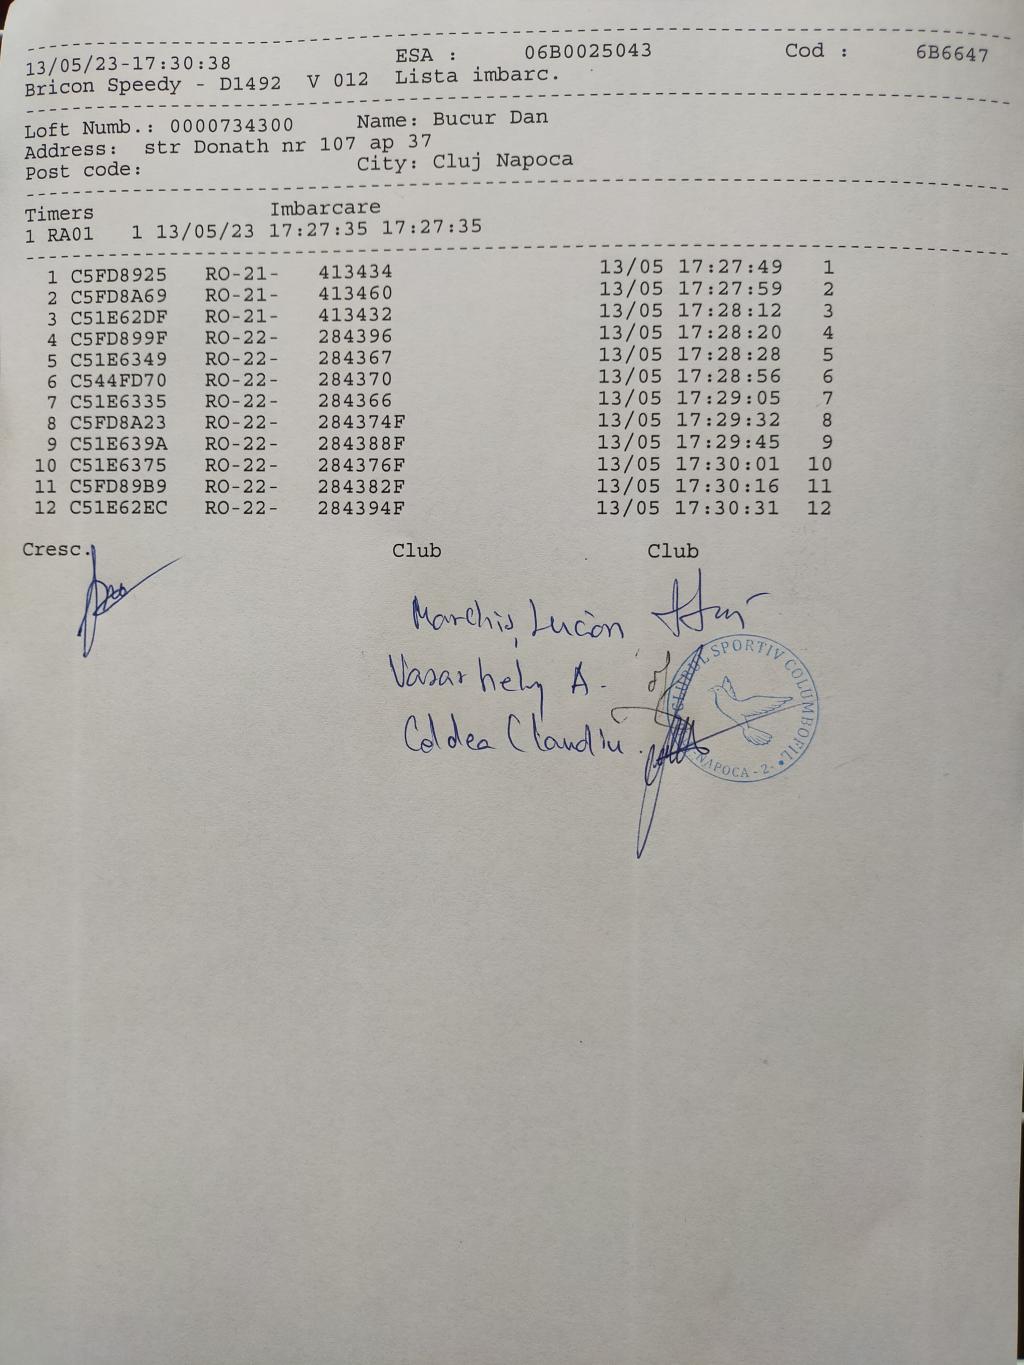 13/05/23-17:30:38 ESA : 06B0025043 Cod : 6B6647
Bricon Speedy - D1492 V 012 Lista imbarc.
Loft Numb.: 0000734300 Name: Bucur Dan
Address: str Donath nr 107 ap 37
Post code: City: Cluj Napoca
Timers Imbarcare
1 RA01 1 13/05/23 17:27:35 17:27:35
1 C5FD8925 RO-21- 413434 13/05 17:27:49 1
2 C5FD8A69 RO-21- 413460 13/05 17:27:59 2
3 C51E62DF RO-21- 413432 13/05 17:28:12 3
4 C5FD899F RO-22- 284396 13/05 17:28:20 4
5 C51E6349 RO-22- 284367 13/05 17:28:28 5
6 C544FD70 RO-22- 284370 13/05 17:28:56 6
7 C51E6335 RO-22- 284366 13/05 17:29:05 7
8 C5FD8A23 RO-22- 284374F 13/05 17:29:32 8
9 C51E639A RO-22- 284388F 13/05 17:29:45 9
10 C51E6375 RO-22- 284376F 13/05 17:30:01 10
11 C5FD89B9 RO-22- 284382F 13/05 17:30:16 11
12 C51E62EC RO-22- 284394F 13/05 17:30:31 12
Cresc. Club Club
Marchis, Lucian
Vasarhely A.
Coldea Claudiu.
CLUBUL SPORTIV COLUMBOFIL
NAPOCA - 2 -